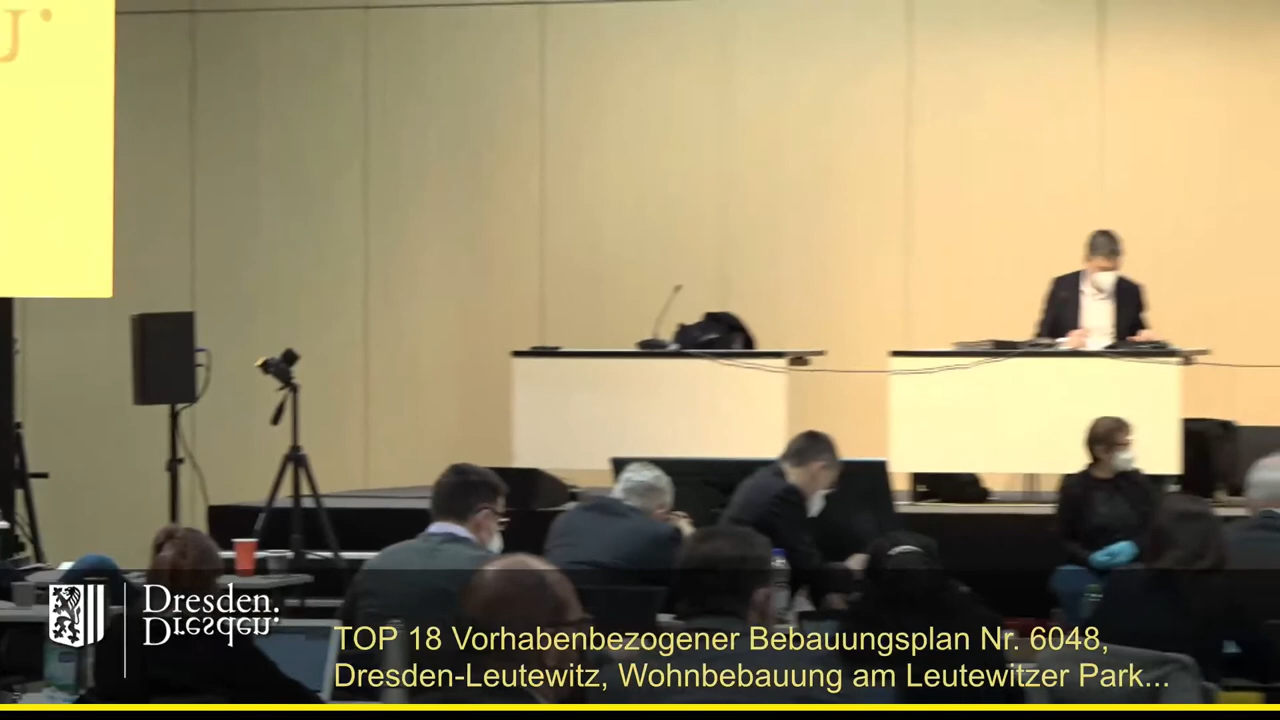 Dresden.
Dresden.
TOP 18 Vorhabenbezogener Bebauungsplan Nr. 6048,
Dresden-Leutewitz, Wohnbebauung am Leutewitzer Park...